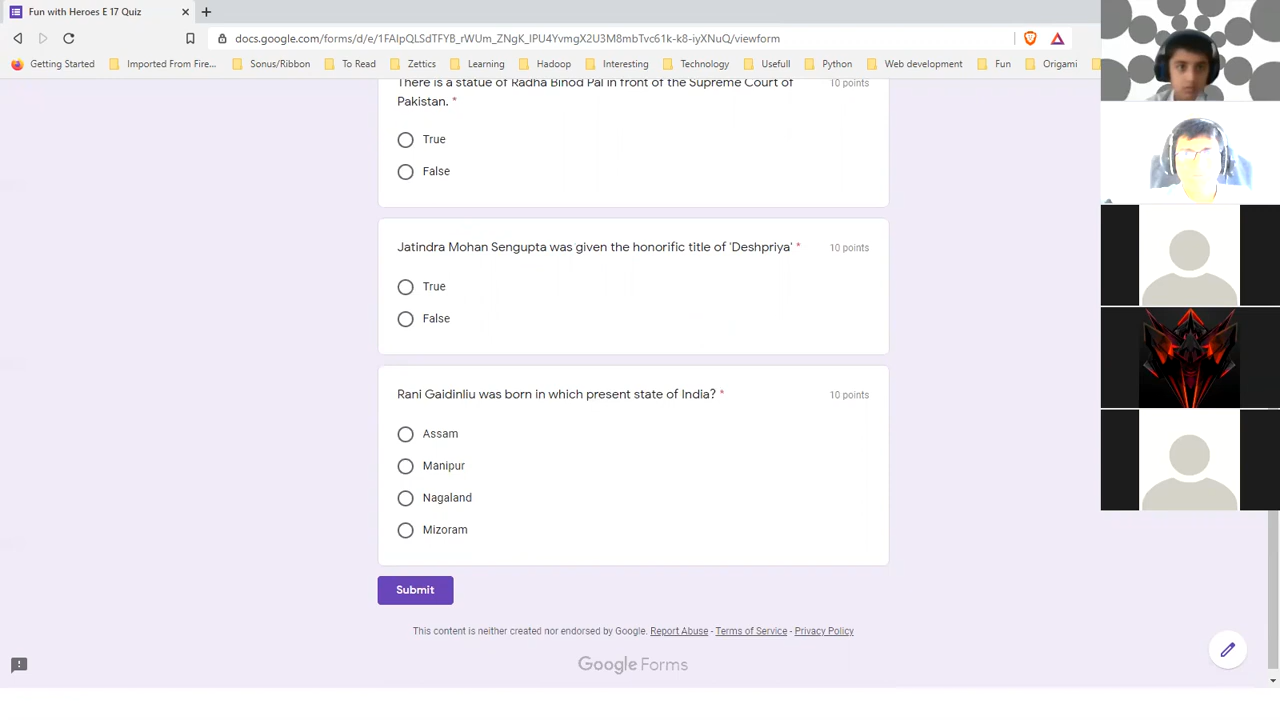 Fun with Heroes E 17 Quiz
docs.google.com/forms/d/e/1FAIpQLSdTFYB_rWUm_ZNgK_IPU4YvmgX2U3M8mbTvc61k-k8-iyXNuQ/viewform
Getting Started Imported From Fire... Sonus/Ribbon To Read Zettics Learning Hadoop Interesting Technology Usefull Python Web development Fun Origami
There is a statue of Radha Binod Pal in front of the Supreme Court of 10 points
Pakistan. *
True
False
Jatindra Mohan Sengupta was given the honorific title of 'Deshpriya' * 10 points
True
False
Rani Gaidinliu was born in which present state of India? * 10 points
Assam
Manipur
Nagaland
Mizoram
Submit
This content is neither created nor endorsed by Google. Report Abuse - Terms of Service - Privacy Policy
Google Forms